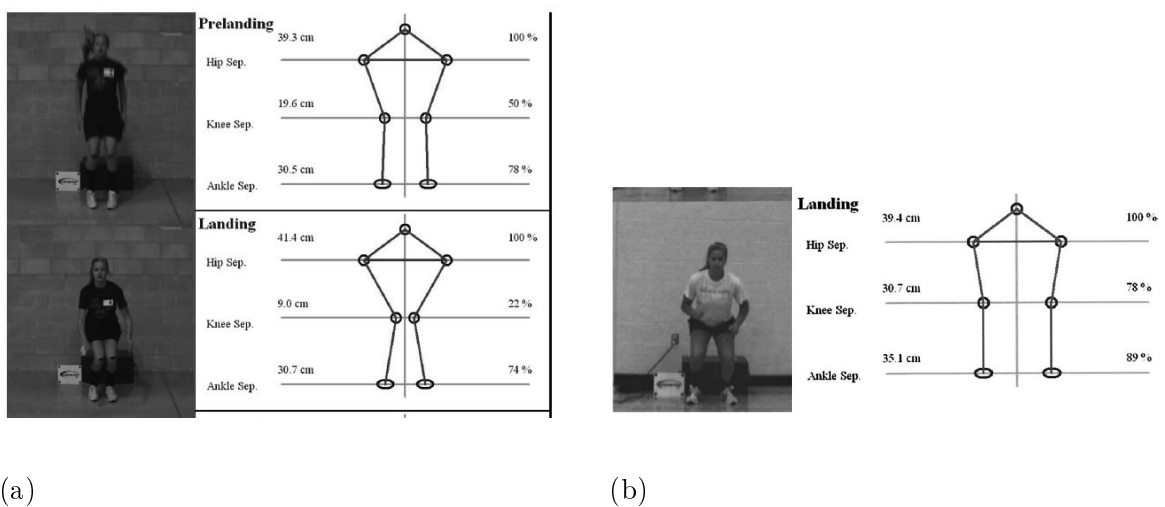 Prelanding
39.3 cm 100 %
Hip Sep.
19.6 cm 50 %
Knee Sep.
30.5 cm 78 %
Ankle Sep.
Landing
41.4 cm 100 %
Hip Sep.
9.0 cm 22 %
Knee Sep.
30.7 cm 74 %
Ankle Sep.
(a)
Landing
39.4 cm 100 %
Hip Sep.
30.7 cm 78 %
Knee Sep.
35.1 cm 89 %
Ankle Sep.
(b)